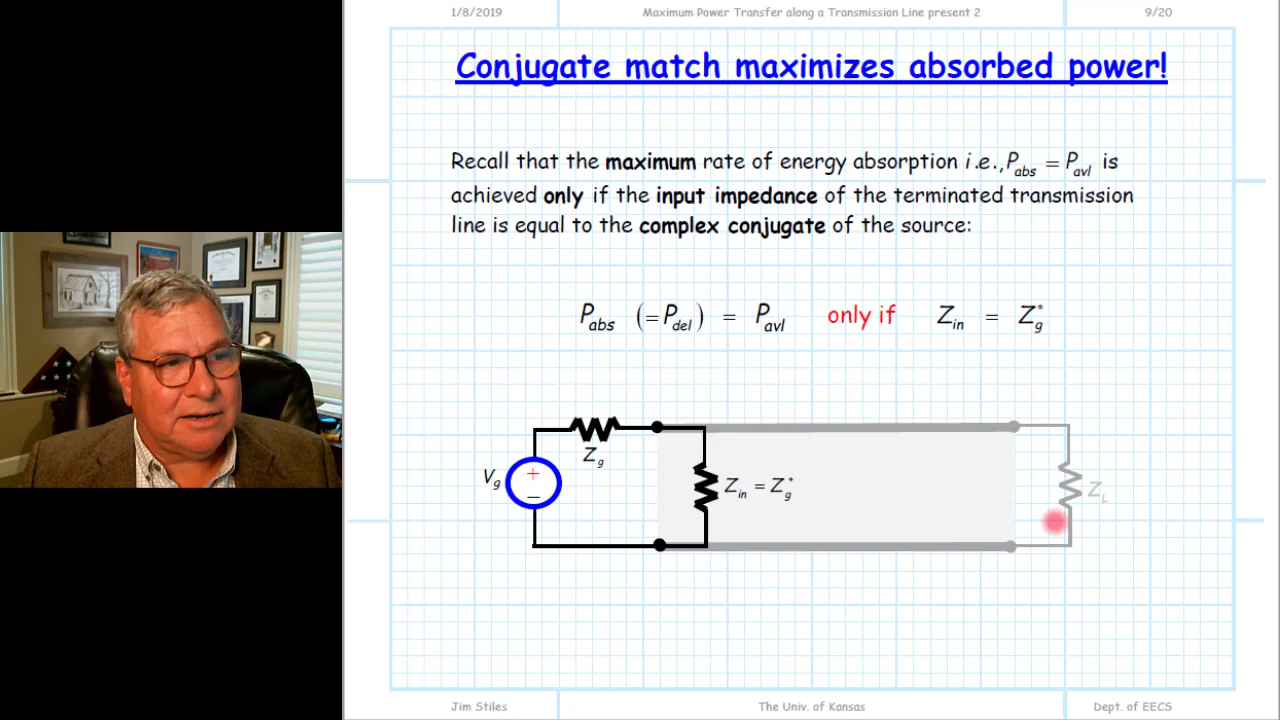 1/8/2019 Maximum Power Transfer along a Transmission Line present 2 9/20
Conjugate match maximizes absorbed power!
Recall that the maximum rate of energy absorption i.e., P_abs = P_avl is
achieved only if the input impedance of the terminated transmission
line is equal to the complex conjugate of the source:
P_abs (=P_del) = P_avl only if Z_in = Z_g*
Z_g
V_g
+
−
Z_in = Z_g*
Z_L
Jim Stiles The Univ. of Kansas Dept. of EECS